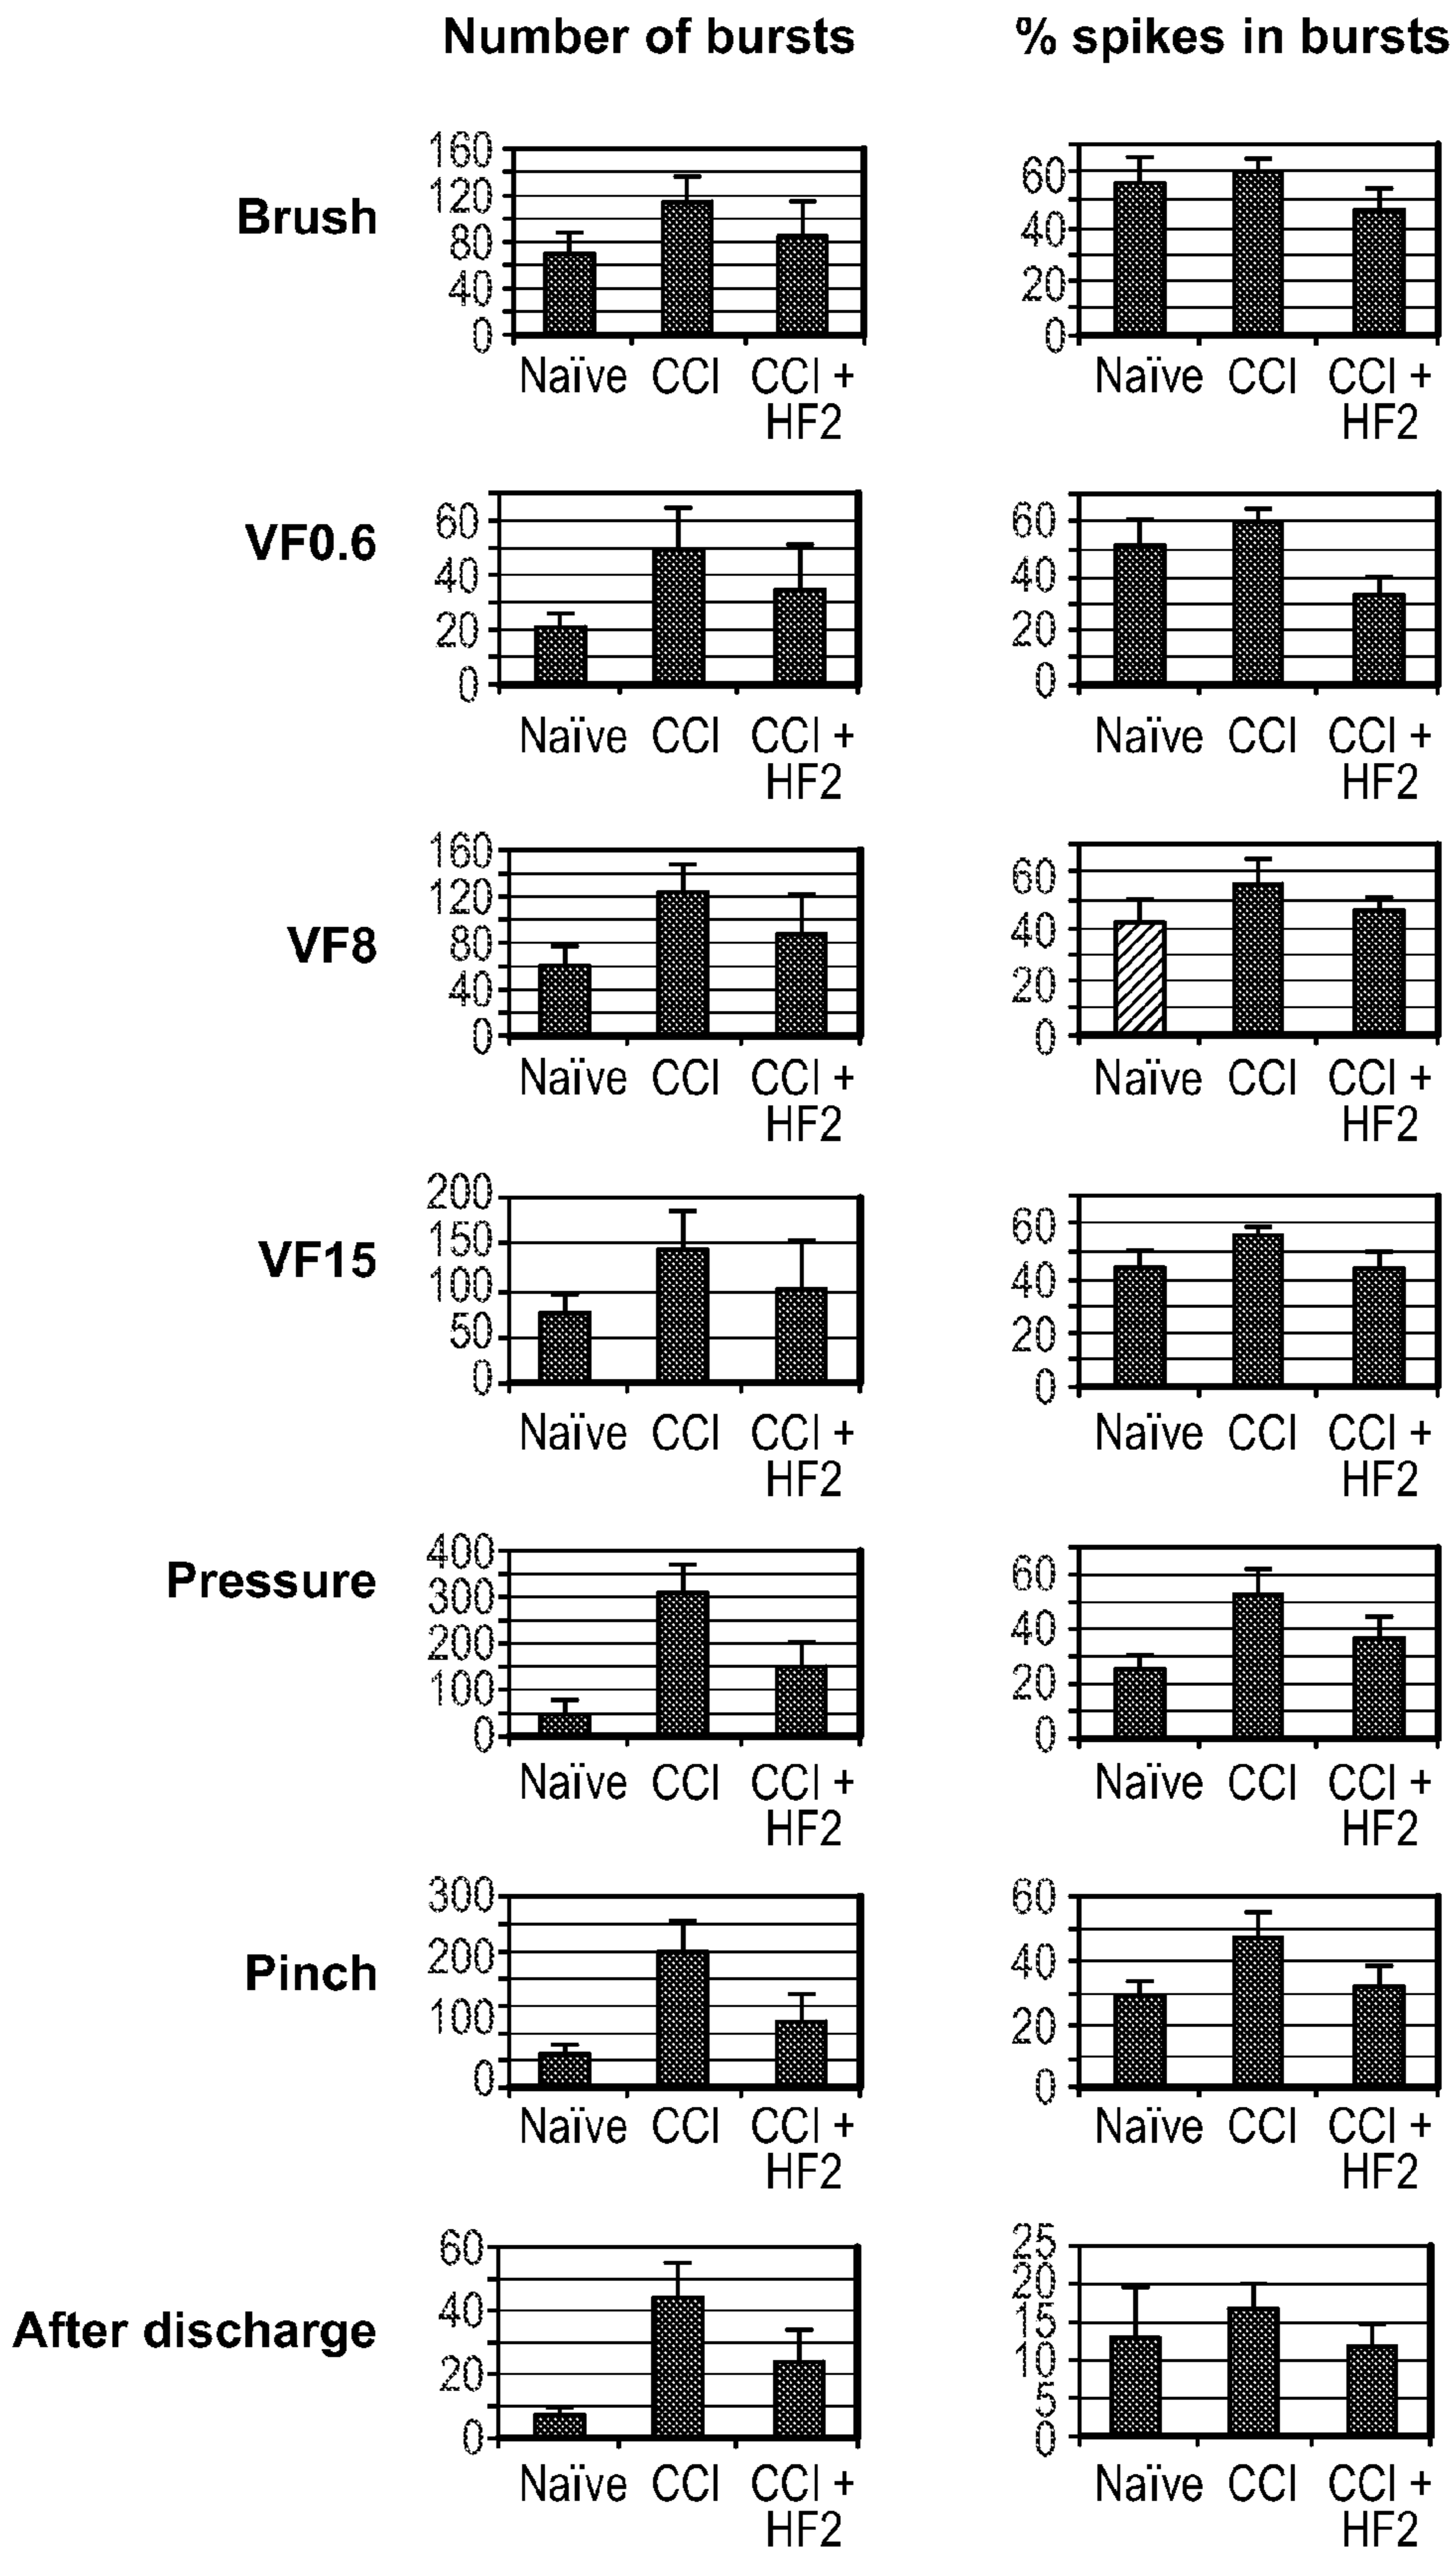 Number of bursts % spikes in bursts
Brush
160
120
80
40
0
Naïve CCI CCI +
HF2
60
40
20
0
Naïve CCI CCI +
HF2
VF0.6
60
40
20
0
Naïve CCI CCI +
HF2
60
40
20
0
Naïve CCI CCI +
HF2
VF8
160
120
80
40
0
Naïve CCI CCI +
HF2
60
40
20
0
Naïve CCI CCI +
HF2
VF15
200
150
100
50
0
Naïve CCI CCI +
HF2
60
40
20
0
Naïve CCI CCI +
HF2
Pressure
400
300
200
100
0
Naïve CCI CCI +
HF2
60
40
20
0
Naïve CCI CCI +
HF2
Pinch
300
200
100
0
Naïve CCI CCI +
HF2
60
40
20
0
Naïve CCI CCI +
HF2
After discharge
60
40
20
0
Naïve CCI CCI +
HF2
25
20
15
10
5
0
Naïve CCI CCI +
HF2